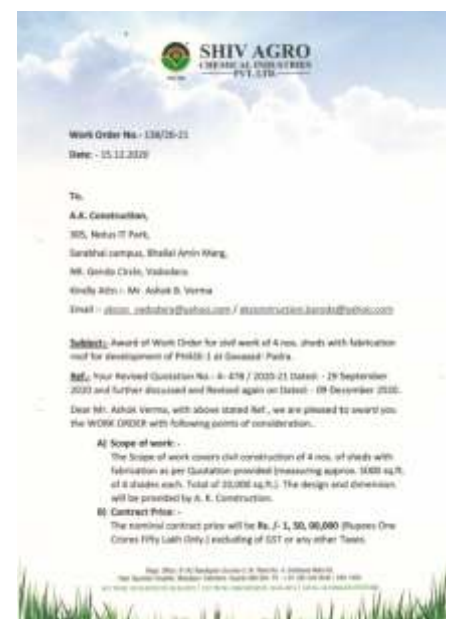 SHIV AGRO
CHEMICAL INDUSTRIES
PVT. LTD.
Work Order No.- 138/20-21
Date: - 15.12.2020
To,
A.K. Construction,
305, Notus IT Park,
Sarabhai campus, Bhailal Amin Marg,
NR. Genda Circle, Vadodara
Kindly Attn :- Mr. Ashok B. Verma
Email :-
Subject:- Award of Work Order for civil work of 4 nos. sheds with fabrication
roof for development of PHASE-1 at Gavasad- Padra.
Ref.:- Your Revised Quotation No.- A- 478 / 2020-21 Dated: - 29 September
2020 and further discussed and Revised again on Dated: - 09 December 2020.
Dear Mr. Ashok Verma, with above stated Ref., we are pleased to award you
the WORK ORDER with following points of consideration.
A) Scope of work: -
The Scope of work covers civil construction of 4 nos. of sheds with
fabrication as per Quotation provided (measuring approx. 5000 sq.ft.
of 4 shades each. Total of 20,000 sq.ft.) The design and dimension
will be provided by A. K. Construction.
B) Contract Price: -
The nominal contract price will be Rs. /- 1, 50, 00,000 (Rupees One
Crores Fifty Lakh Only.) excluding of GST or any other Taxes.